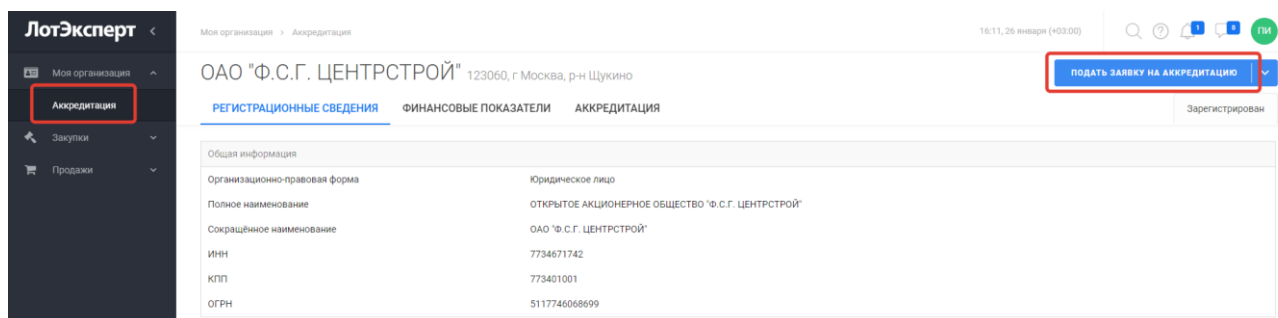 ЛотЭксперт
Моя организация > Аккредитация
16:11, 26 января (+03:00)
1
8
ПИ
Моя организация
ОАО "Ф.С.Г. ЦЕНТРСТРОЙ" 123060, г Москва, р-н Щукино
ПОДАТЬ ЗАЯВКУ НА АККРЕДИТАЦИЮ
Аккредитация
РЕГИСТРАЦИОННЫЕ СВЕДЕНИЯ ФИНАНСОВЫЕ ПОКАЗАТЕЛИ АККРЕДИТАЦИЯ
Зарегистрирован
Закупки
Продажи
Общая информация
Организационно-правовая форма Юридическое лицо
Полное наименование ОТКРЫТОЕ АКЦИОНЕРНОЕ ОБЩЕСТВО "Ф.С.Г. ЦЕНТРСТРОЙ"
Сокращённое наименование ОАО "Ф.С.Г. ЦЕНТРСТРОЙ"
ИНН 7734671742
КПП 773401001
ОГРН 5117746068699